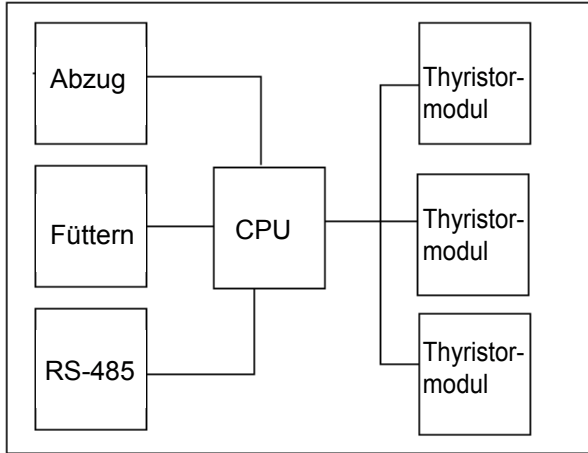 Abzug
Füttern
RS-485
CPU
Thyristor-
modul
Thyristor-
modul
Thyristor-
modul